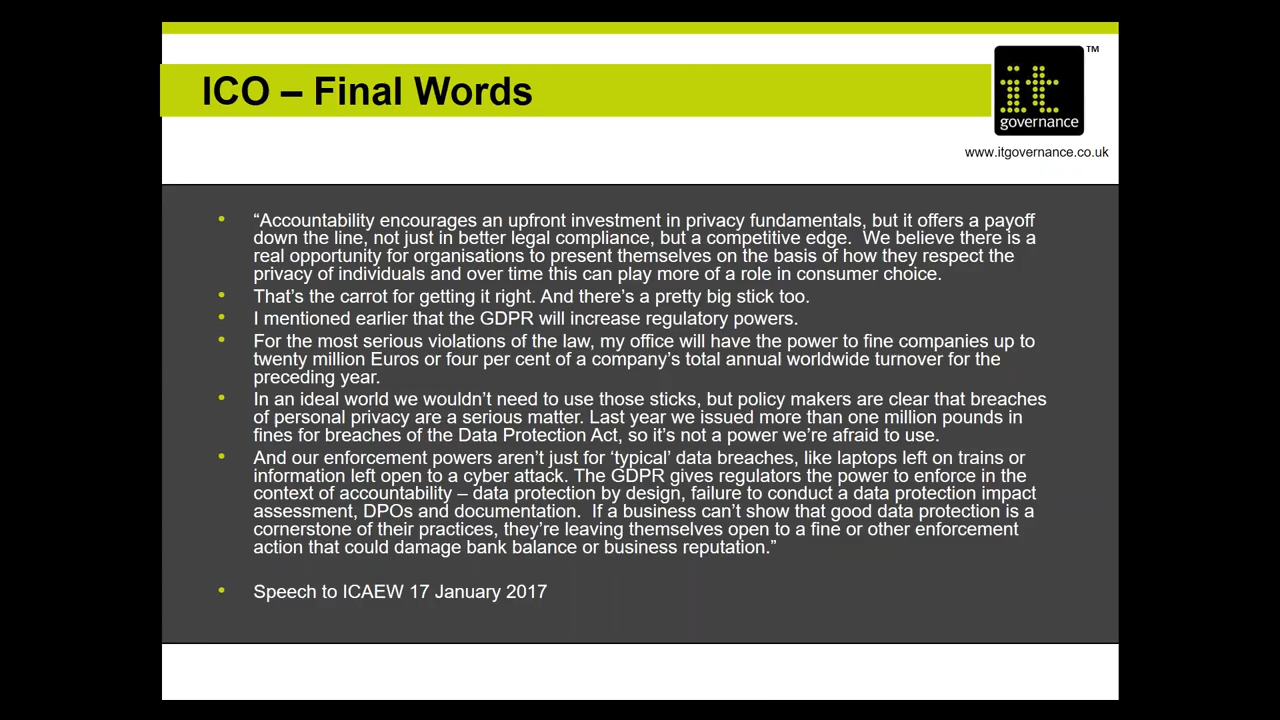 ICO – Final Words
it
governance
TM
www.itgovernance.co.uk
• “Accountability encourages an upfront investment in privacy fundamentals, but it offers a payoff
down the line, not just in better legal compliance, but a competitive edge.  We believe there is a
real opportunity for organisations to present themselves on the basis of how they respect the
privacy of individuals and over time this can play more of a role in consumer choice.
• That’s the carrot for getting it right. And there’s a pretty big stick too.
• I mentioned earlier that the GDPR will increase regulatory powers.
• For the most serious violations of the law, my office will have the power to fine companies up to
twenty million Euros or four per cent of a company’s total annual worldwide turnover for the
preceding year.
• In an ideal world we wouldn’t need to use those sticks, but policy makers are clear that breaches
of personal privacy are a serious matter. Last year we issued more than one million pounds in
fines for breaches of the Data Protection Act, so it’s not a power we’re afraid to use.
• And our enforcement powers aren’t just for ‘typical’ data breaches, like laptops left on trains or
information left open to a cyber attack. The GDPR gives regulators the power to enforce in the
context of accountability – data protection by design, failure to conduct a data protection impact
assessment, DPOs and documentation.  If a business can’t show that good data protection is a
cornerstone of their practices, they’re leaving themselves open to a fine or other enforcement
action that could damage bank balance or business reputation.”
• Speech to ICAEW 17 January 2017